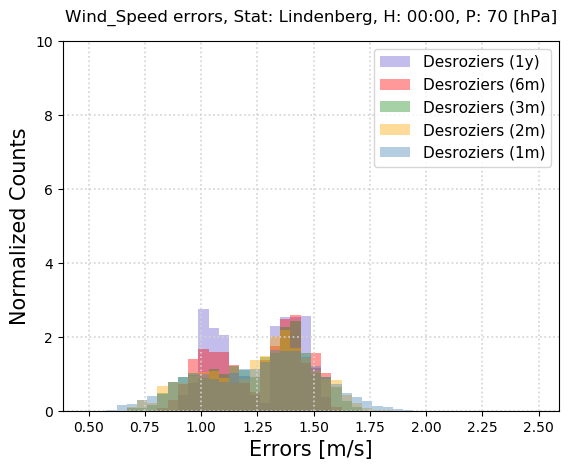 Wind_Speed errors, Stat: Lindenberg, H: 00:00, P: 70 [hPa]
10
8
6
4
2
0
Normalized Counts
Desroziers (1y)
Desroziers (6m)
Desroziers (3m)
Desroziers (2m)
Desroziers (1m)
0.50 0.75 1.00 1.25 1.50 1.75 2.00 2.25 2.50
Errors [m/s]